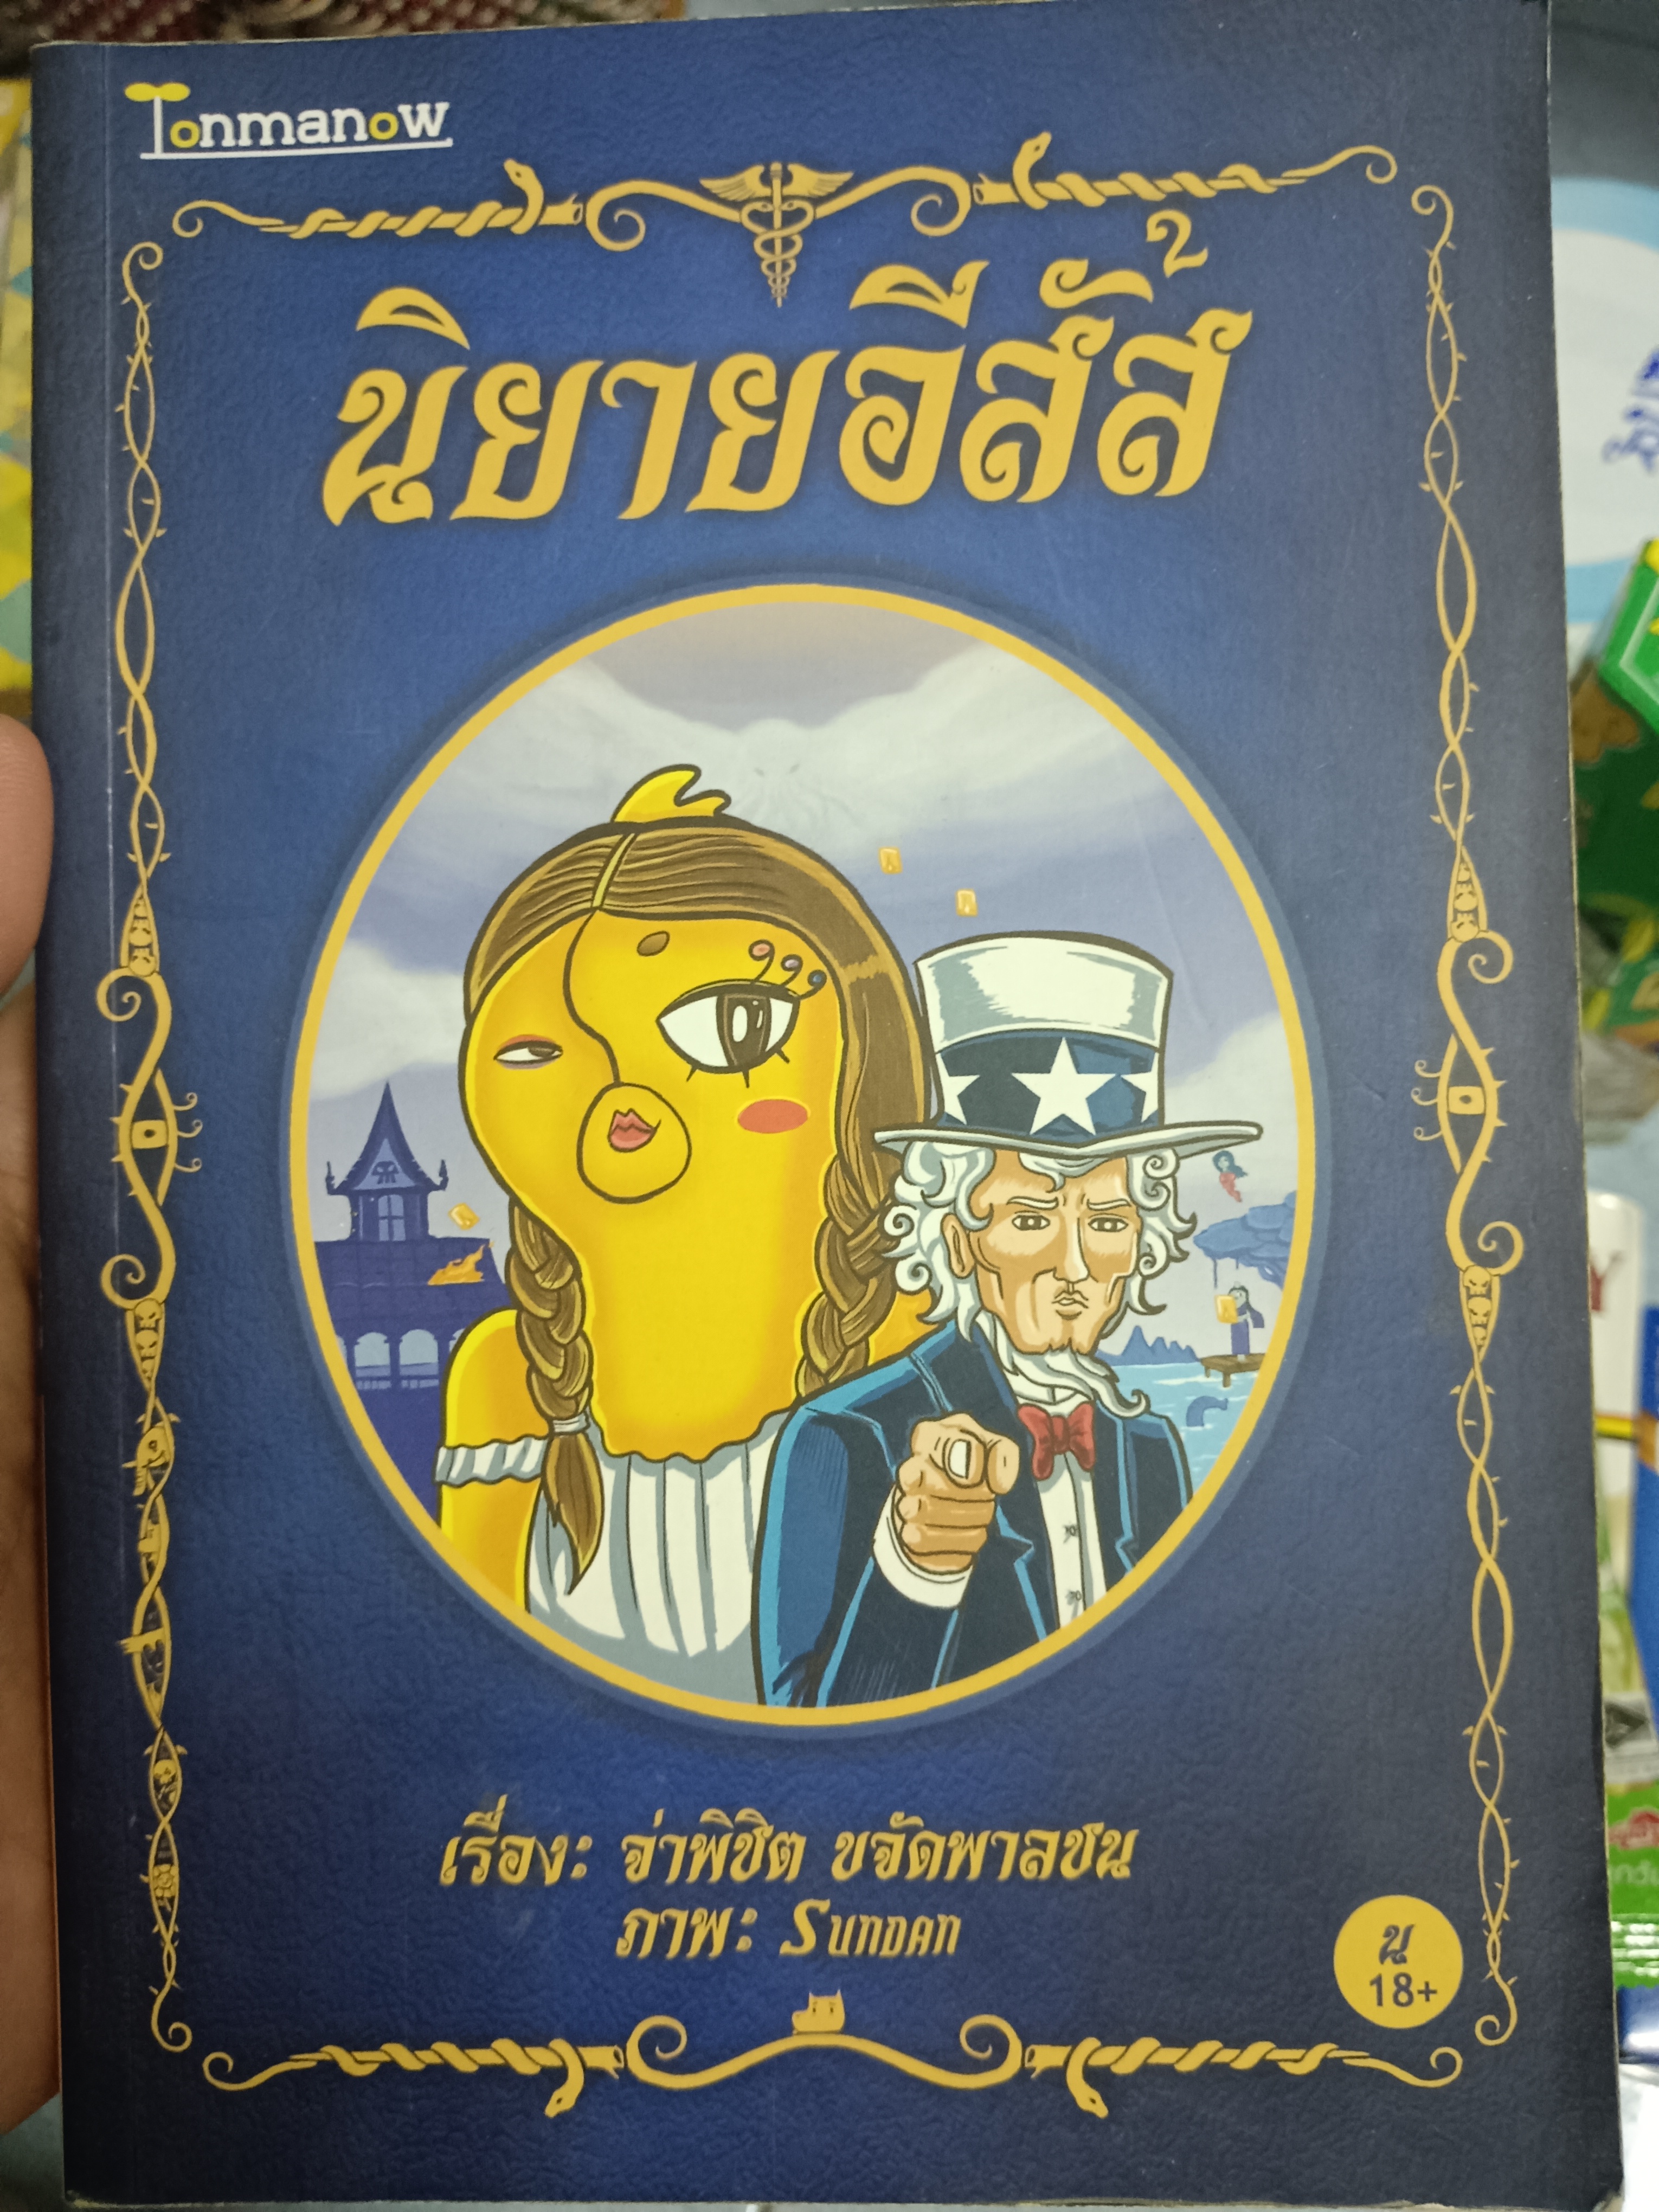 Tonmanow
นิยายอีสัส์
เรื่อง: จ่าพิชิต ขจัดพาลชน
ภาพ: Sundan
น
18+